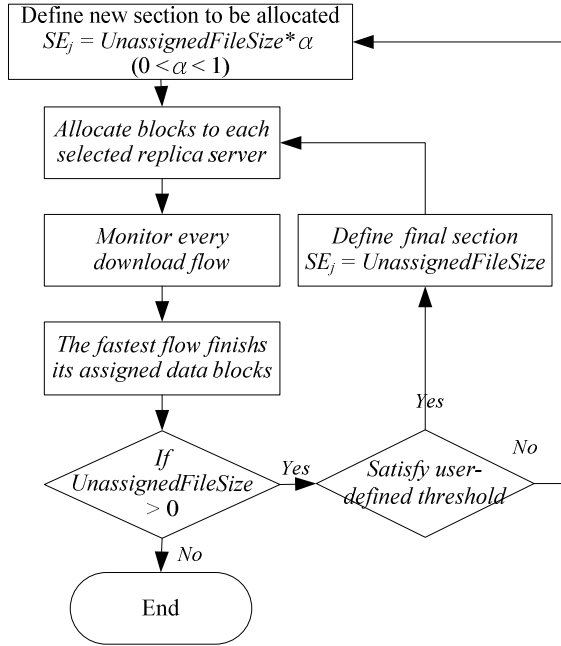 Define new section to be allocated
SEj = UnassignedFileSize*α
(0 < α < 1)
Allocate blocks to each
selected replica server
Monitor every
download flow
Define final section
SEj = UnassignedFileSize
The fastest flow finishs
its assigned data blocks
Yes
If
UnassignedFileSize
> 0
Yes
Satisfy user-
defined threshold
No
No
End